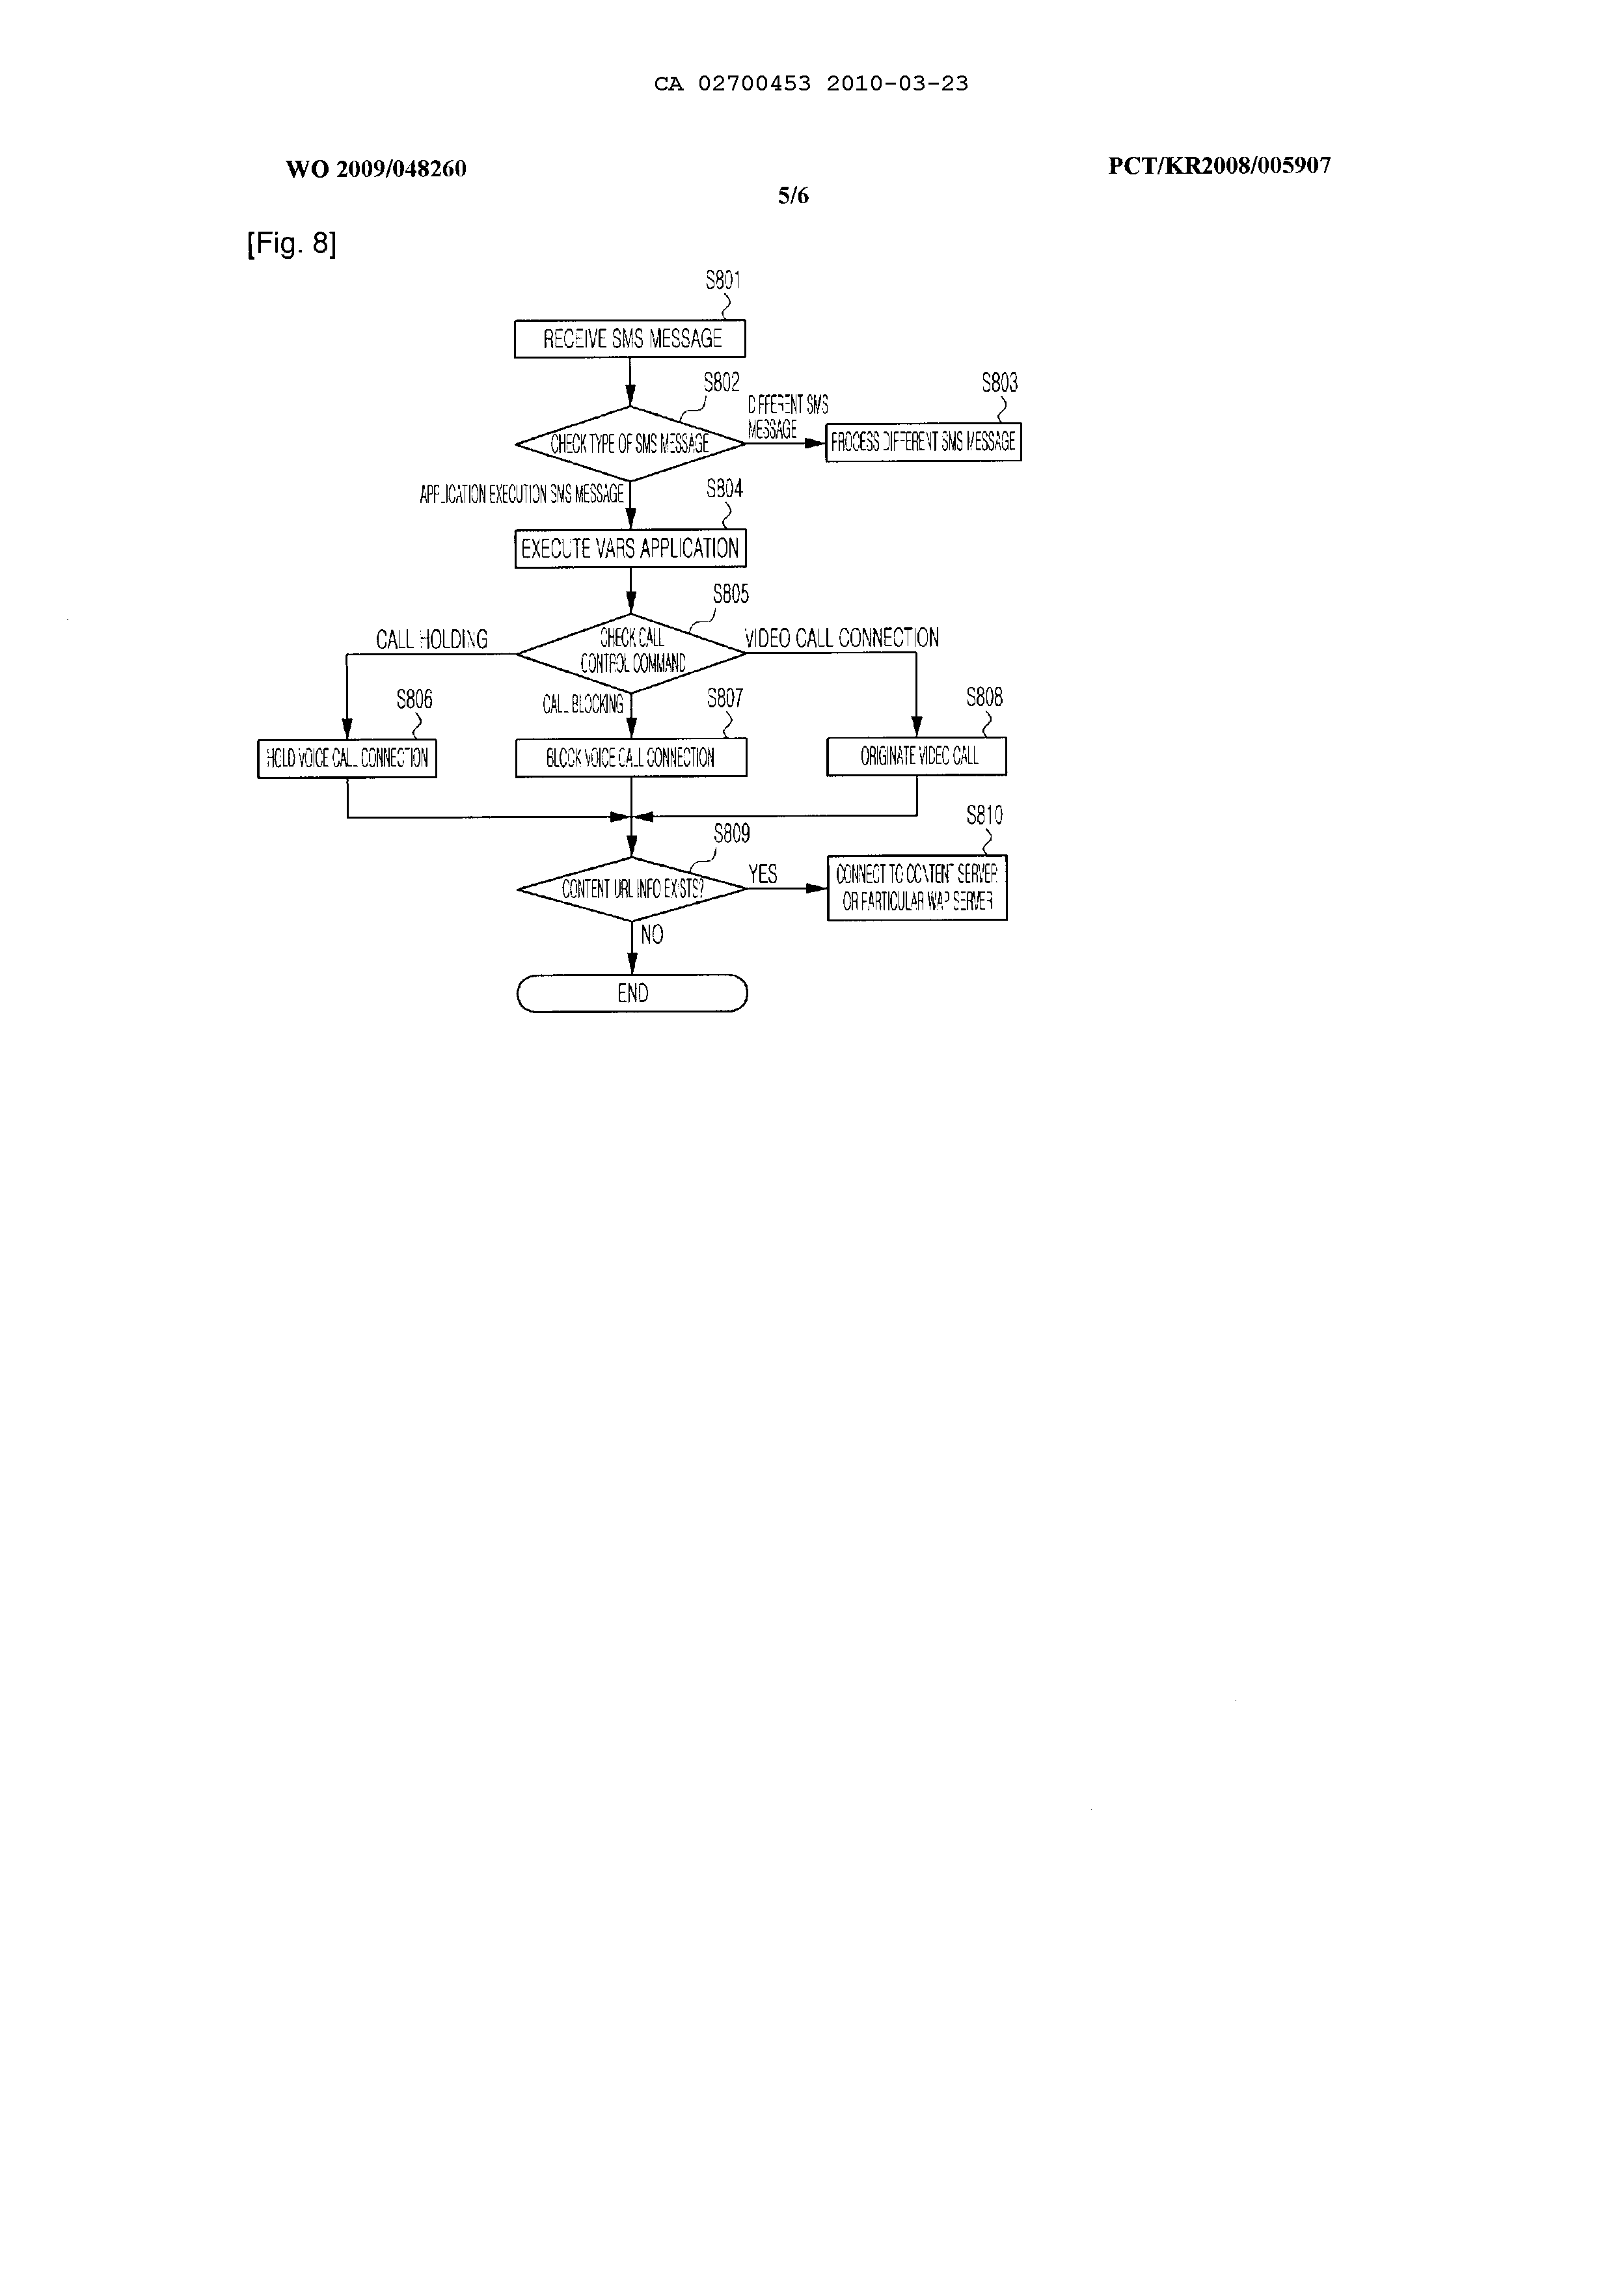 CA 02700453 2010-03-23
WO 2009/048260
PCT/KR2008/005907
5/6
[Fig. 8]
S801
RECEIVE SMS MESSAGE
S802
S803
DIFFERENT SMS
MESSAGE
CHECK TYPE OF SMS MESSAGE
PROCESS DIFFERENT SMS MESSAGE
APPLICATION EXECUTION SMS MESSAGE
S804
EXECUTE VARS APPLICATION
S805
CALL HOLDING
CHECK CALL
CONTROL COMMAND
VIDEO CALL CONNECTION
S806
CALL BLOCKING
S807
S808
HOLD VOICE CALL CONNECTION
BLOCK VOICE CALL CONNECTION
ORIGINATE VIDEO CALL
S809
S810
CONTENT URL INFO EXISTS?
YES
CONNECT TO CONTENT SERVER
OR PARTICULAR WAP SERVER
NO
END